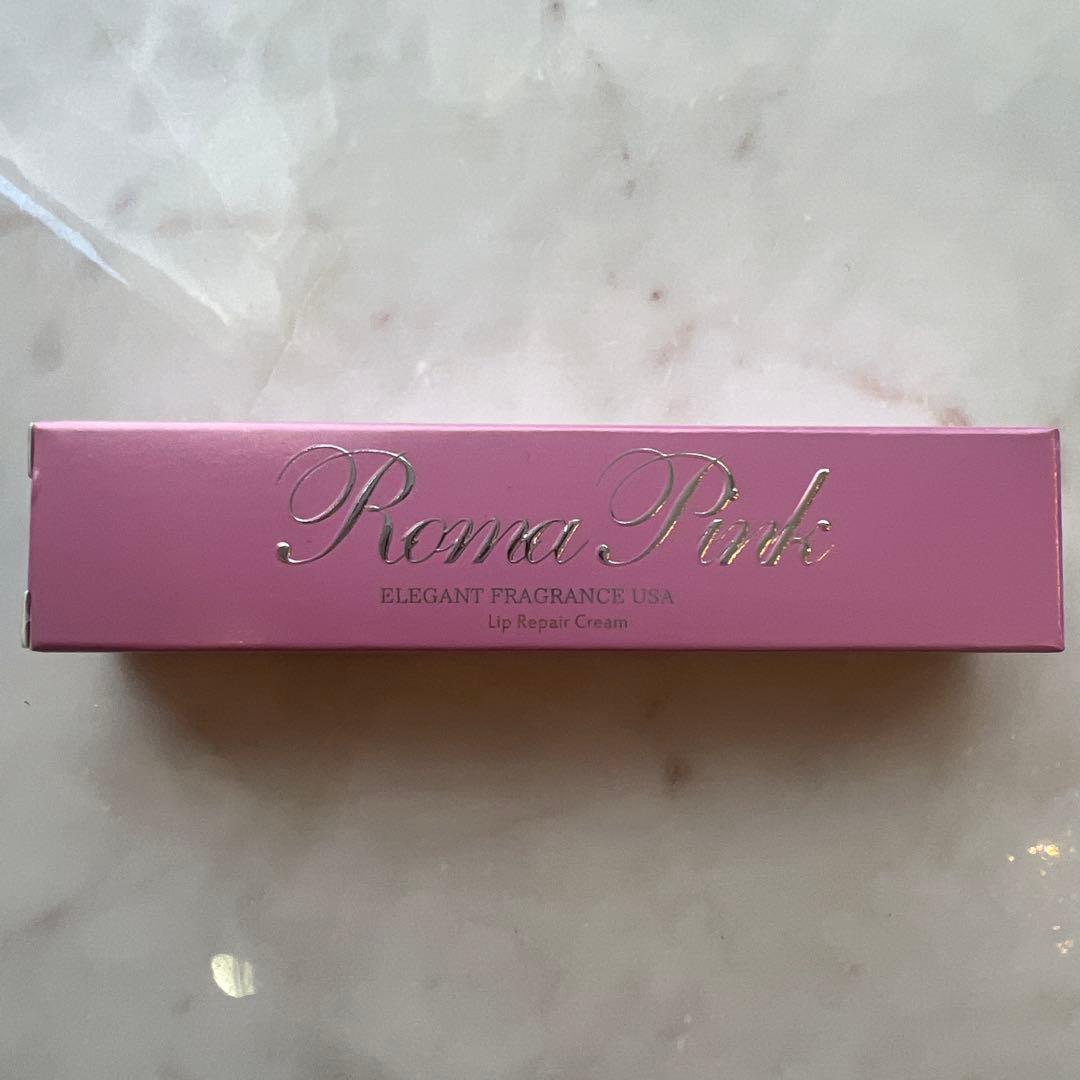 Roma Pink
ELEGANT FRAGRANCE USA
Lip Repair Cream